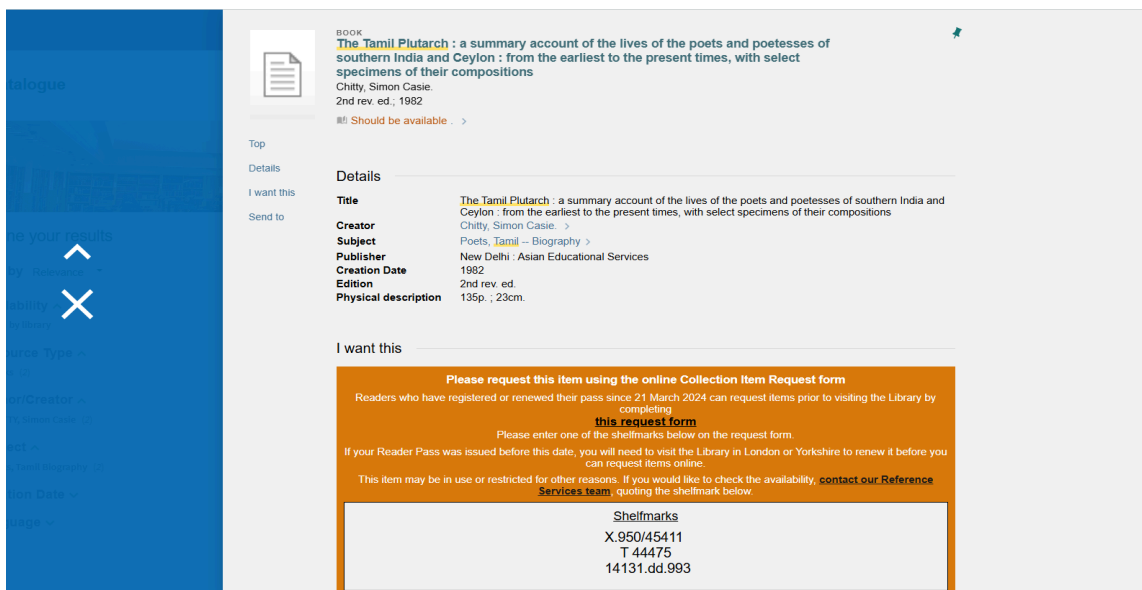 BOOK
The Tamil Plutarch : a summary account of the lives of the poets and poetesses of
southern India and Ceylon : from the earliest to the present times, with select
specimens of their compositions
Chitty, Simon Casie.
2nd rev. ed.; 1982
Should be available . >
talogue
Top
Details
I want this
Send to
ne your results
by Relevance
ability
by library
ource Type
or/Creator
ect
s, Tamil Biography (2)
tion Date
guage
Details
Title The Tamil Plutarch : a summary account of the lives of the poets and poetesses of southern India and
Ceylon : from the earliest to the present times, with select specimens of their compositions
Creator Chitty, Simon Casie. >
Subject Poets, Tamil -- Biography >
Publisher New Delhi : Asian Educational Services
Creation Date 1982
Edition 2nd rev. ed.
Physical description 135p. ; 23cm.
I want this
Please request this item using the online Collection Item Request form
Readers who have registered or renewed their pass since 21 March 2024 can request items prior to visiting the Library by
completing
this request form
Please enter one of the shelfmarks below on the request form.
If your Reader Pass was issued before this date, you will need to visit the Library in London or Yorkshire to renew it before you
can request items online.
This item may be in use or restricted for other reasons. If you would like to check the availability, contact our Reference
Services team, quoting the shelfmark below.
Shelfmarks
X.950/45411
T 44475
14131.dd.993